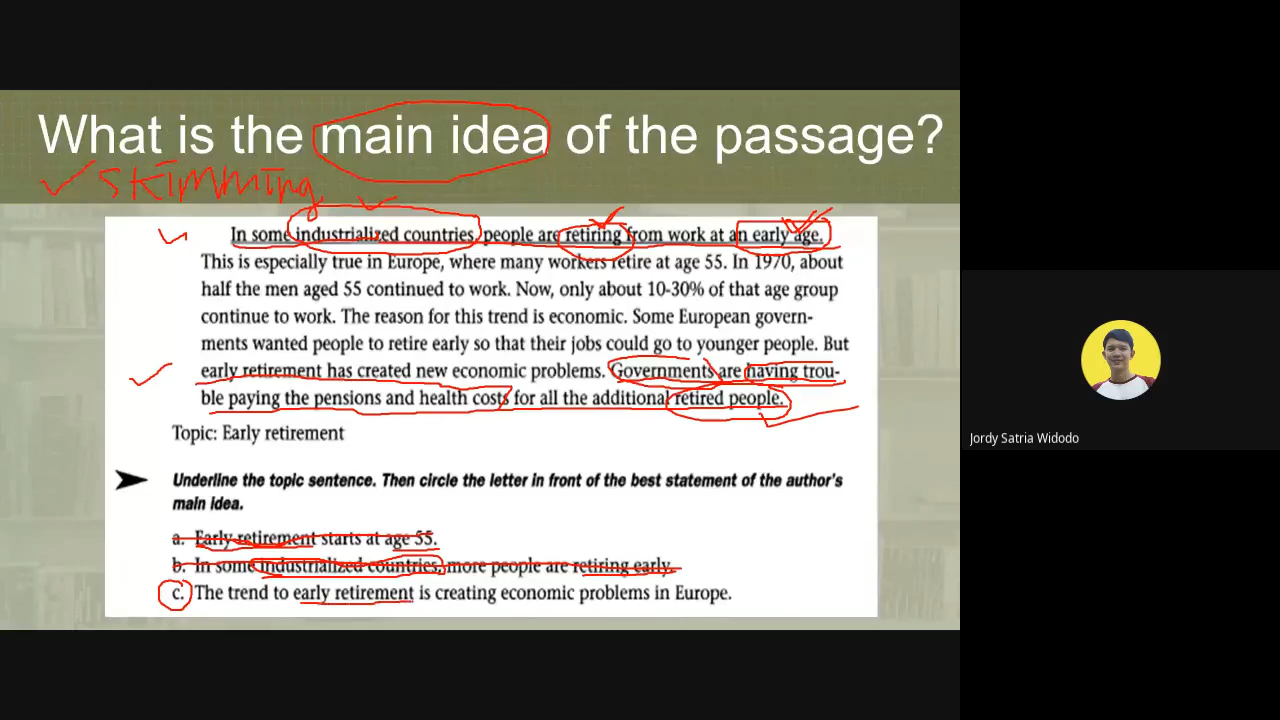 What is the main idea of the passage?
skimming
In some industrialized countries, people are retiring from work at an early age.
This is especially true in Europe, where many workers retire at age 55. In 1970, about
half the men aged 55 continued to work. Now, only about 10-30% of that age group
continue to work. The reason for this trend is economic. Some European govern-
ments wanted people to retire early so that their jobs could go to younger people. But
early retirement has created new economic problems. Governments are having trou-
ble paying the pensions and health costs for all the additional retired people.
Topic: Early retirement
Underline the topic sentence. Then circle the letter in front of the best statement of the author's
main idea.
a. Early retirement starts at age 55.
b. In some industrialized countries, more people are retiring early.
c. The trend to early retirement is creating economic problems in Europe.
Jordy Satria Widodo